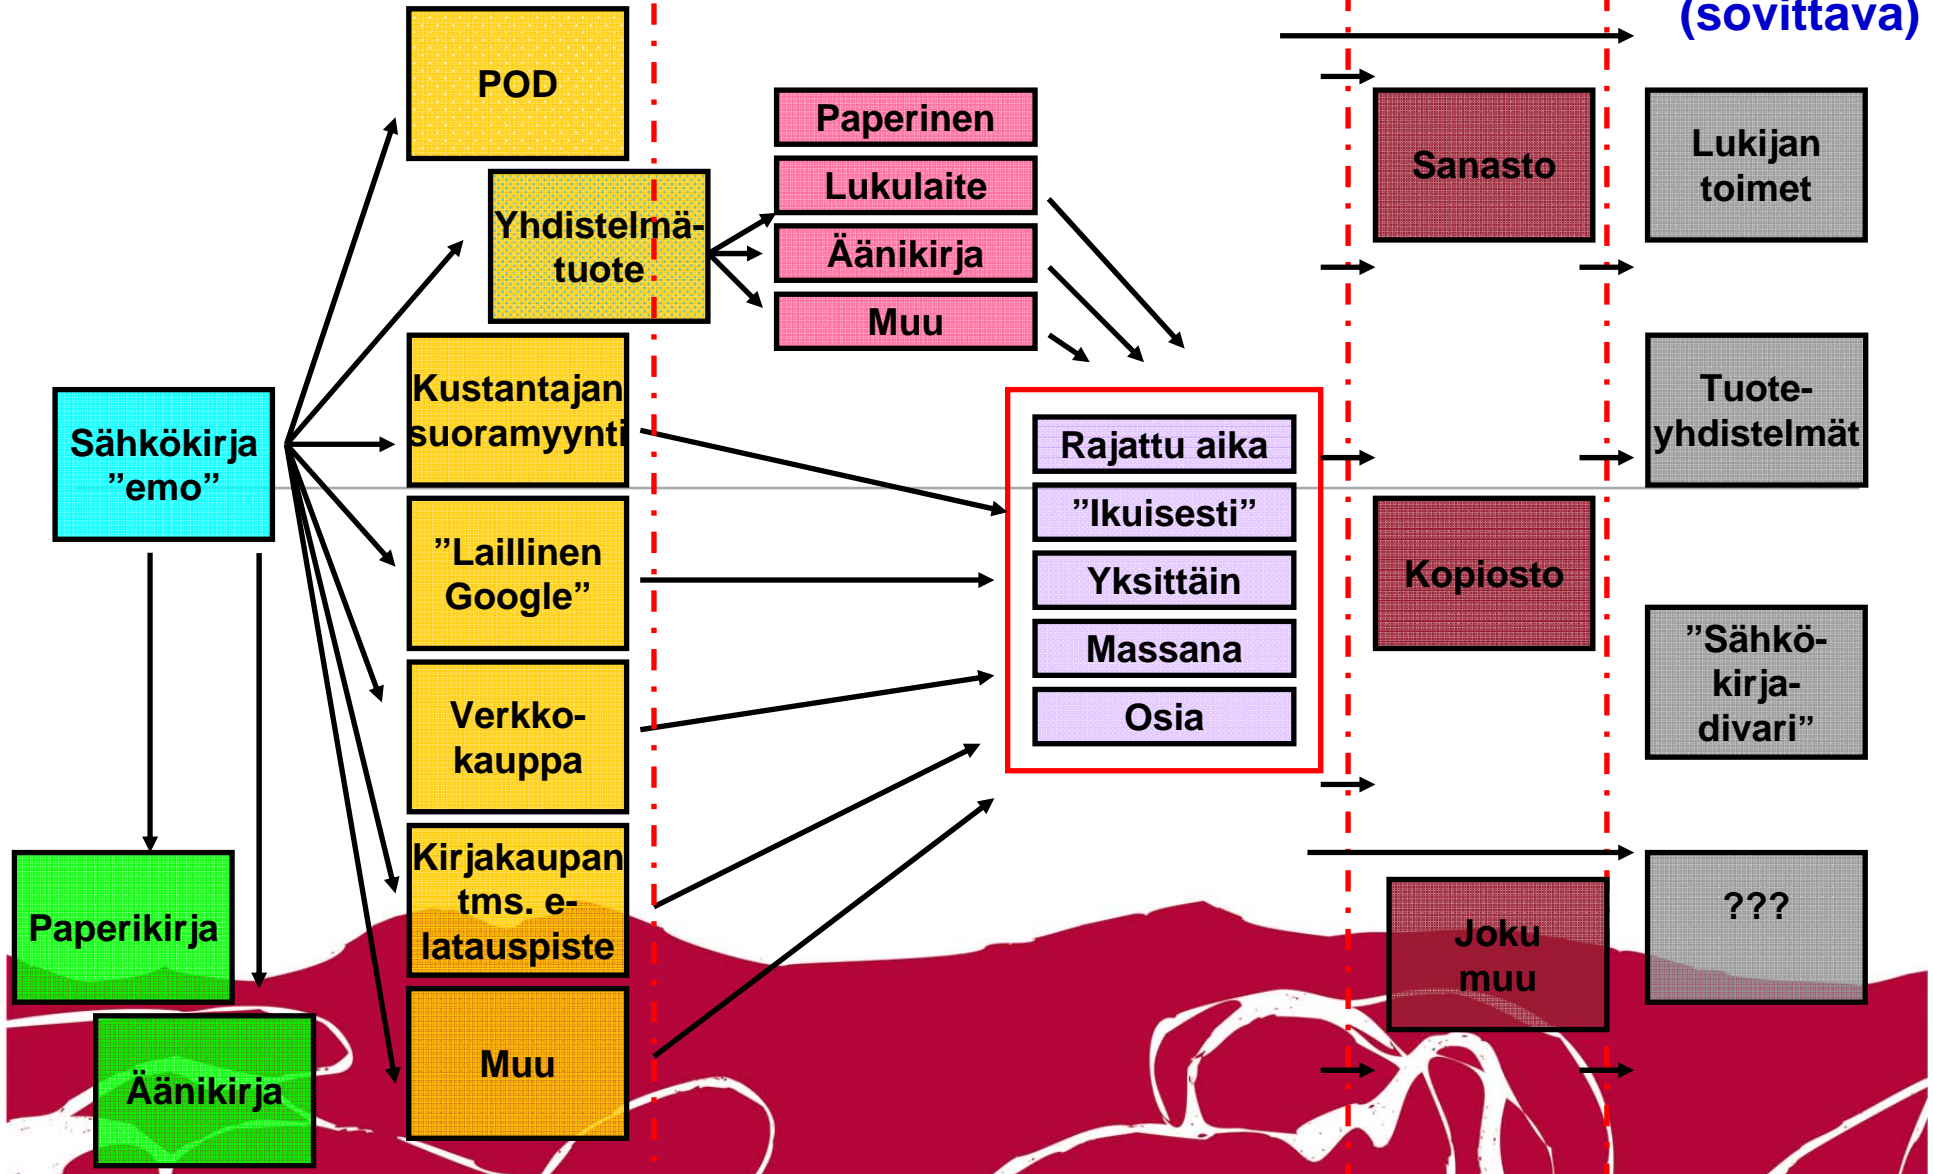 (sovittava)
POD
Paperinen
Lukulaite
Äänikirja
Muu
Sanasto
Lukijan
toimet
Yhdistelmä-
tuote
Kustantajan
suoramyynti
Sähkökirja
”emo”
Rajattu aika
”Ikuisesti”
Yksittäin
Massana
Osia
Tuote-
yhdistelmät
”Laillinen
Google”
Kopiosto
”Sähkö-
kirja-
divari”
Verkko-
kauppa
Kirjakaupan
tms. e-
latauspiste
Paperikirja
Joku
muu
???
Muu
Äänikirja